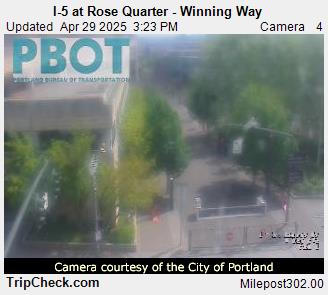 I-5 at Rose Quarter - Winning Way
Updated Apr 29 2025 3:23 PM Camera 4
PBOT
PORTLAND BUREAU OF TRANSPORTATION
Camera courtesy of the City of Portland
TripCheck.com Milepost302.00